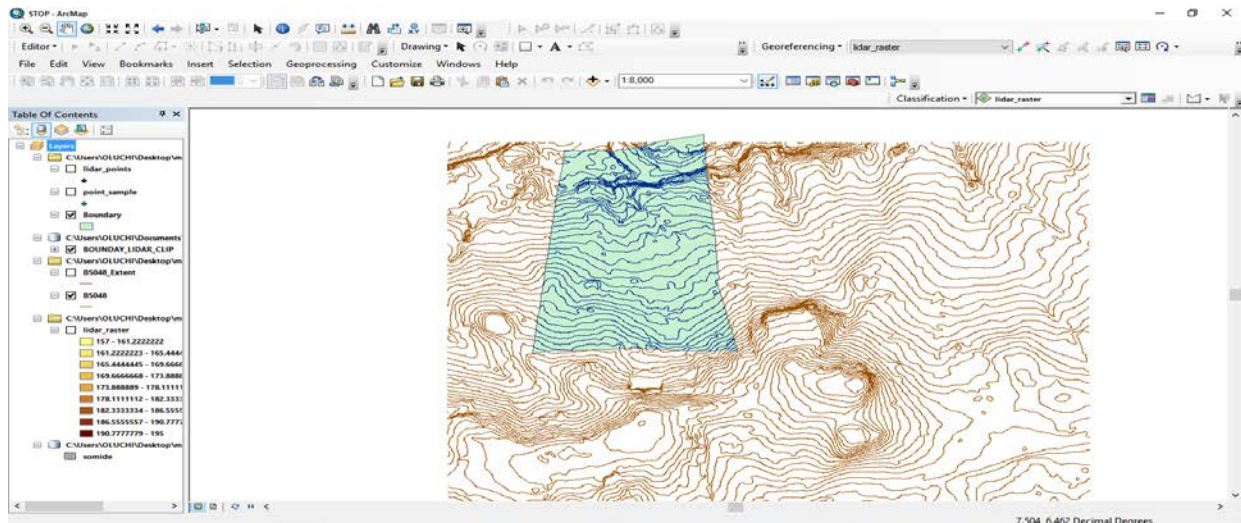 STOP - ArcMap
Editor Drawing A Georeferencing lidar_raster
File Edit View Bookmarks Insert Selection Geoprocessing Customize Windows Help
1:8,000
Classification lidar_raster
Table Of Contents
Layers
C:\Users\OLUCHI\Desktop\m
lidar_points
point_sample
Boundary
C:\Users\OLUCHI\Documents
BOUNDAY_LIDAR_CLIP
C:\Users\OLUCHI\Desktop\m
BS048_Extent
BS048
C:\Users\OLUCHI\Desktop\m
lidar_raster
157 - 161.2222222
161.2222223 - 165.4444
165.4444445 - 169.6666
169.6666668 - 173.8888
173.888889 - 178.11111
178.1111112 - 182.3333
182.3333334 - 186.5555
186.5555557 - 190.7777
190.7777779 - 195
C:\Users\OLUCHI\Desktop\m
somide
7.504 6.462 Decimal Degrees